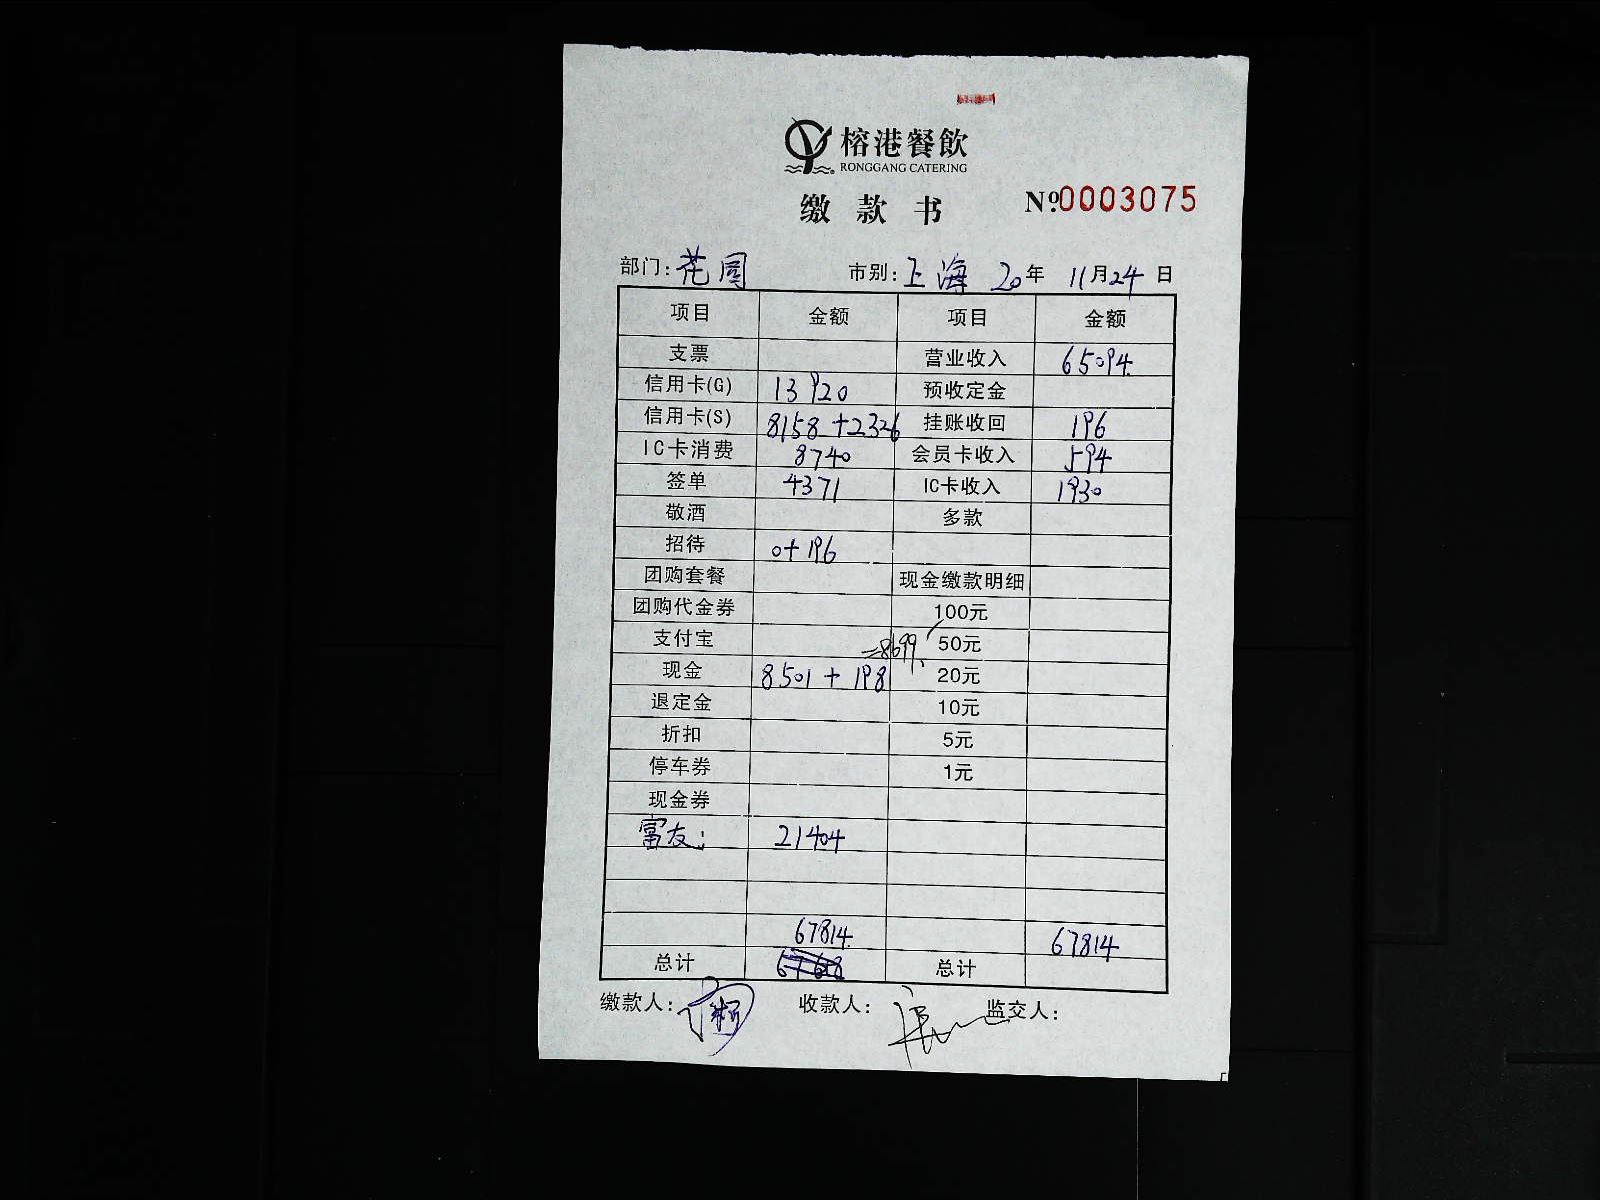 榕港餐飲
RONGGANG CATERING
缴款书 Nº.0003075
部门:花园 市别:上海 20年 11月24日
项目 金额 项目 金额
支票 营业收入 65094
信用卡(G) 13920 预收定金
信用卡(S) 8158+2326 挂账收回 196
IC卡消费 8740 会员卡收入 594
签单 4371 IC卡收入 1930
敬酒 多款
招待 0+196
团购套餐 现金缴款明细
团购代金券 100元
支付宝 =8699 50元
现金 8501+198 20元
退定金 10元
折扣 5元
停车券 1元
现金券
富友: 21404
67814 67814
总计 总计
缴款人: 收款人: 监交人: